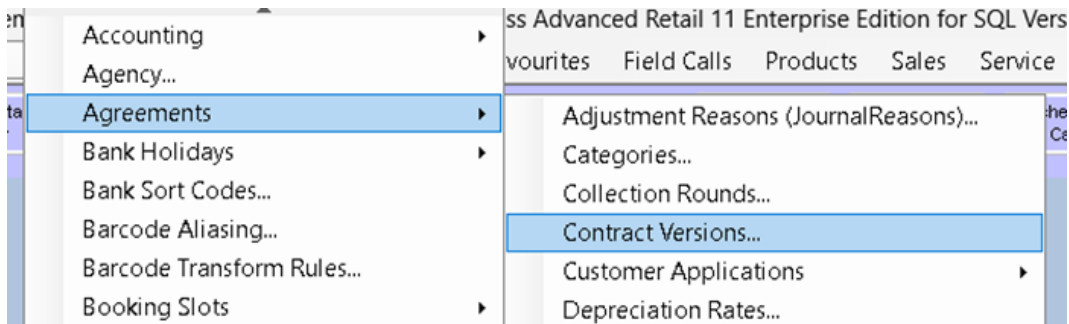 ss Advanced Retail 11 Enterprise Edition for SQL Vers
vourites Field Calls Products Sales Service
Accounting
Agency...
Agreements
Bank Holidays
Bank Sort Codes...
Barcode Aliasing...
Barcode Transform Rules...
Booking Slots
Adjustment Reasons (JournalReasons)...
Categories...
Collection Rounds...
Contract Versions...
Customer Applications
Depreciation Rates...